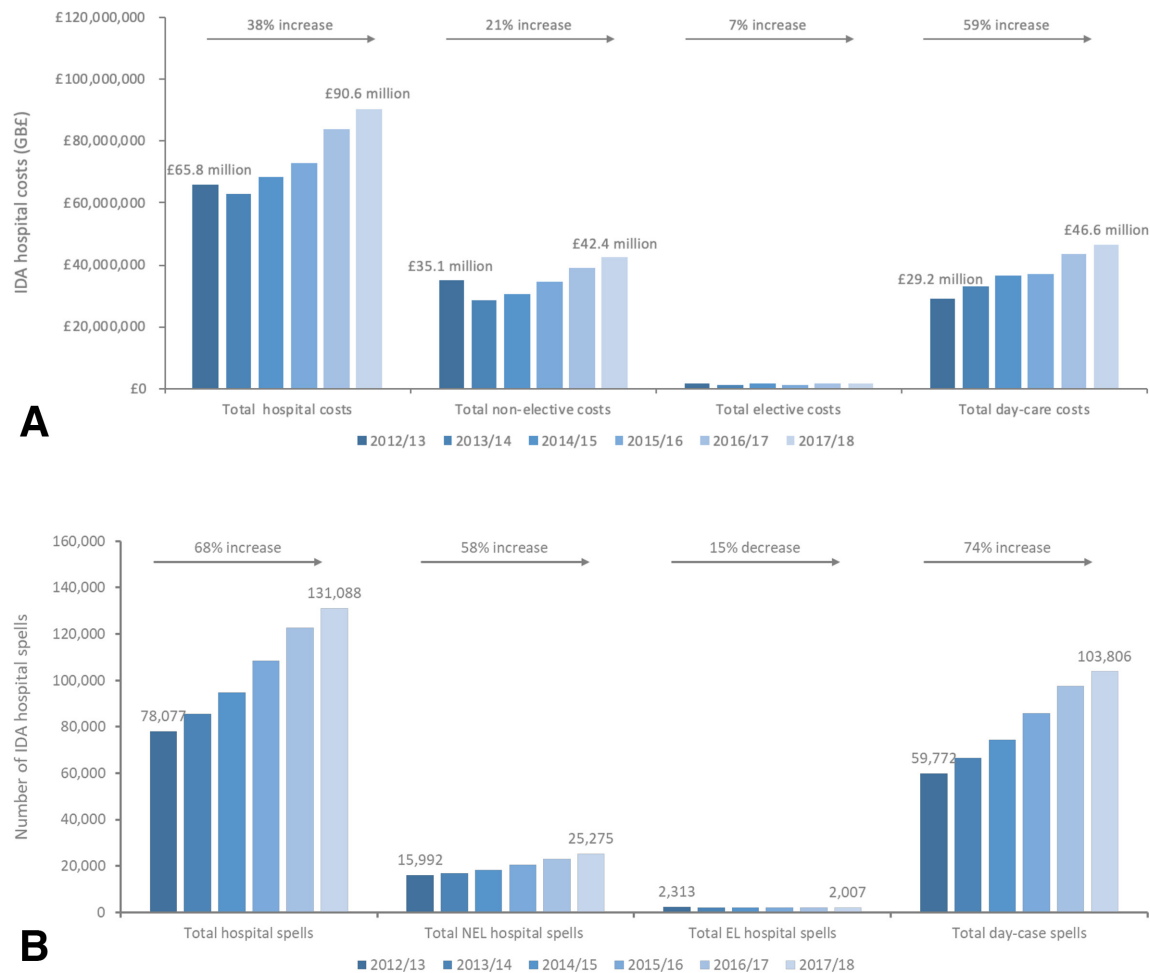 £120,000,000
£100,000,000
£80,000,000
£60,000,000
£40,000,000
£20,000,000
£0
IDA hospital costs (GB£)
38% increase
21% increase
7% increase
59% increase
£65.8 million
£90.6 million
£35.1 million
£42.4 million
£29.2 million
£46.6 million
Total hospital costs
Total non-elective costs
Total elective costs
Total day-care costs
A
2012/13 2013/14 2014/15 2015/16 2016/17 2017/18
160,000
140,000
120,000
100,000
80,000
60,000
40,000
20,000
0
Number of IDA hospital spells
68% increase
58% increase
15% decrease
74% increase
78,077
131,088
15,992
25,275
2,313
2,007
59,772
103,806
Total hospital spells
Total NEL hospital spells
Total EL hospital spells
Total day-case spells
B
2012/13 2013/14 2014/15 2015/16 2016/17 2017/18